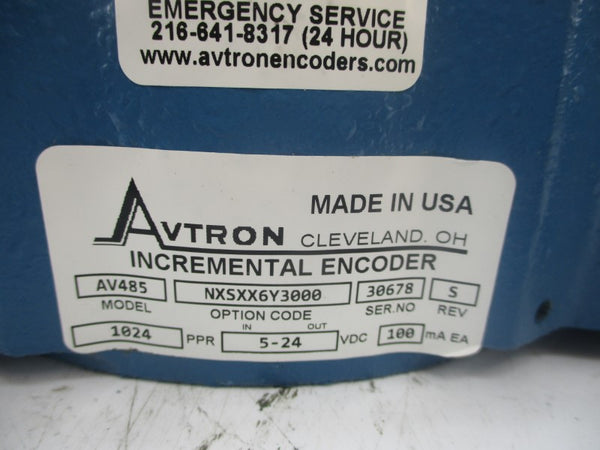 EMERGENCY SERVICE
216-641-8317 (24 HOUR)
www.avtronencoders.com
MADE IN USA
AVTRON CLEVELAND, OH
INCREMENTAL ENCODER
AV485 NXSXX6Y3000 30678 S
MODEL OPTION CODE SER.NO REV
IN OUT
1024 PPR 5-24 VDC 100 mA EA